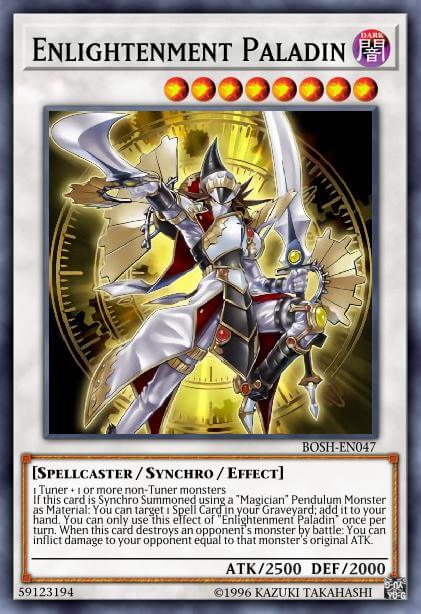 ENLIGHTENMENT PALADIN
DARK
闇
BOSH-EN047
[SPELLCASTER / SYNCHRO / EFFECT]
1 Tuner + 1 or more non-Tuner monsters
If this card is Synchro Summoned using a "Magician" Pendulum Monster
as Material: You can target 1 Spell Card in your Graveyard; add it to
your hand. You can only use this effect of "Enlightenment Paladin" once per
turn. When this card destroys an opponent's monster by battle: You can
inflict damage to your opponent equal to that monster's original ATK.
ATK/2500 DEF/2000
59123194
©1996 KAZUKI TAKAHASHI